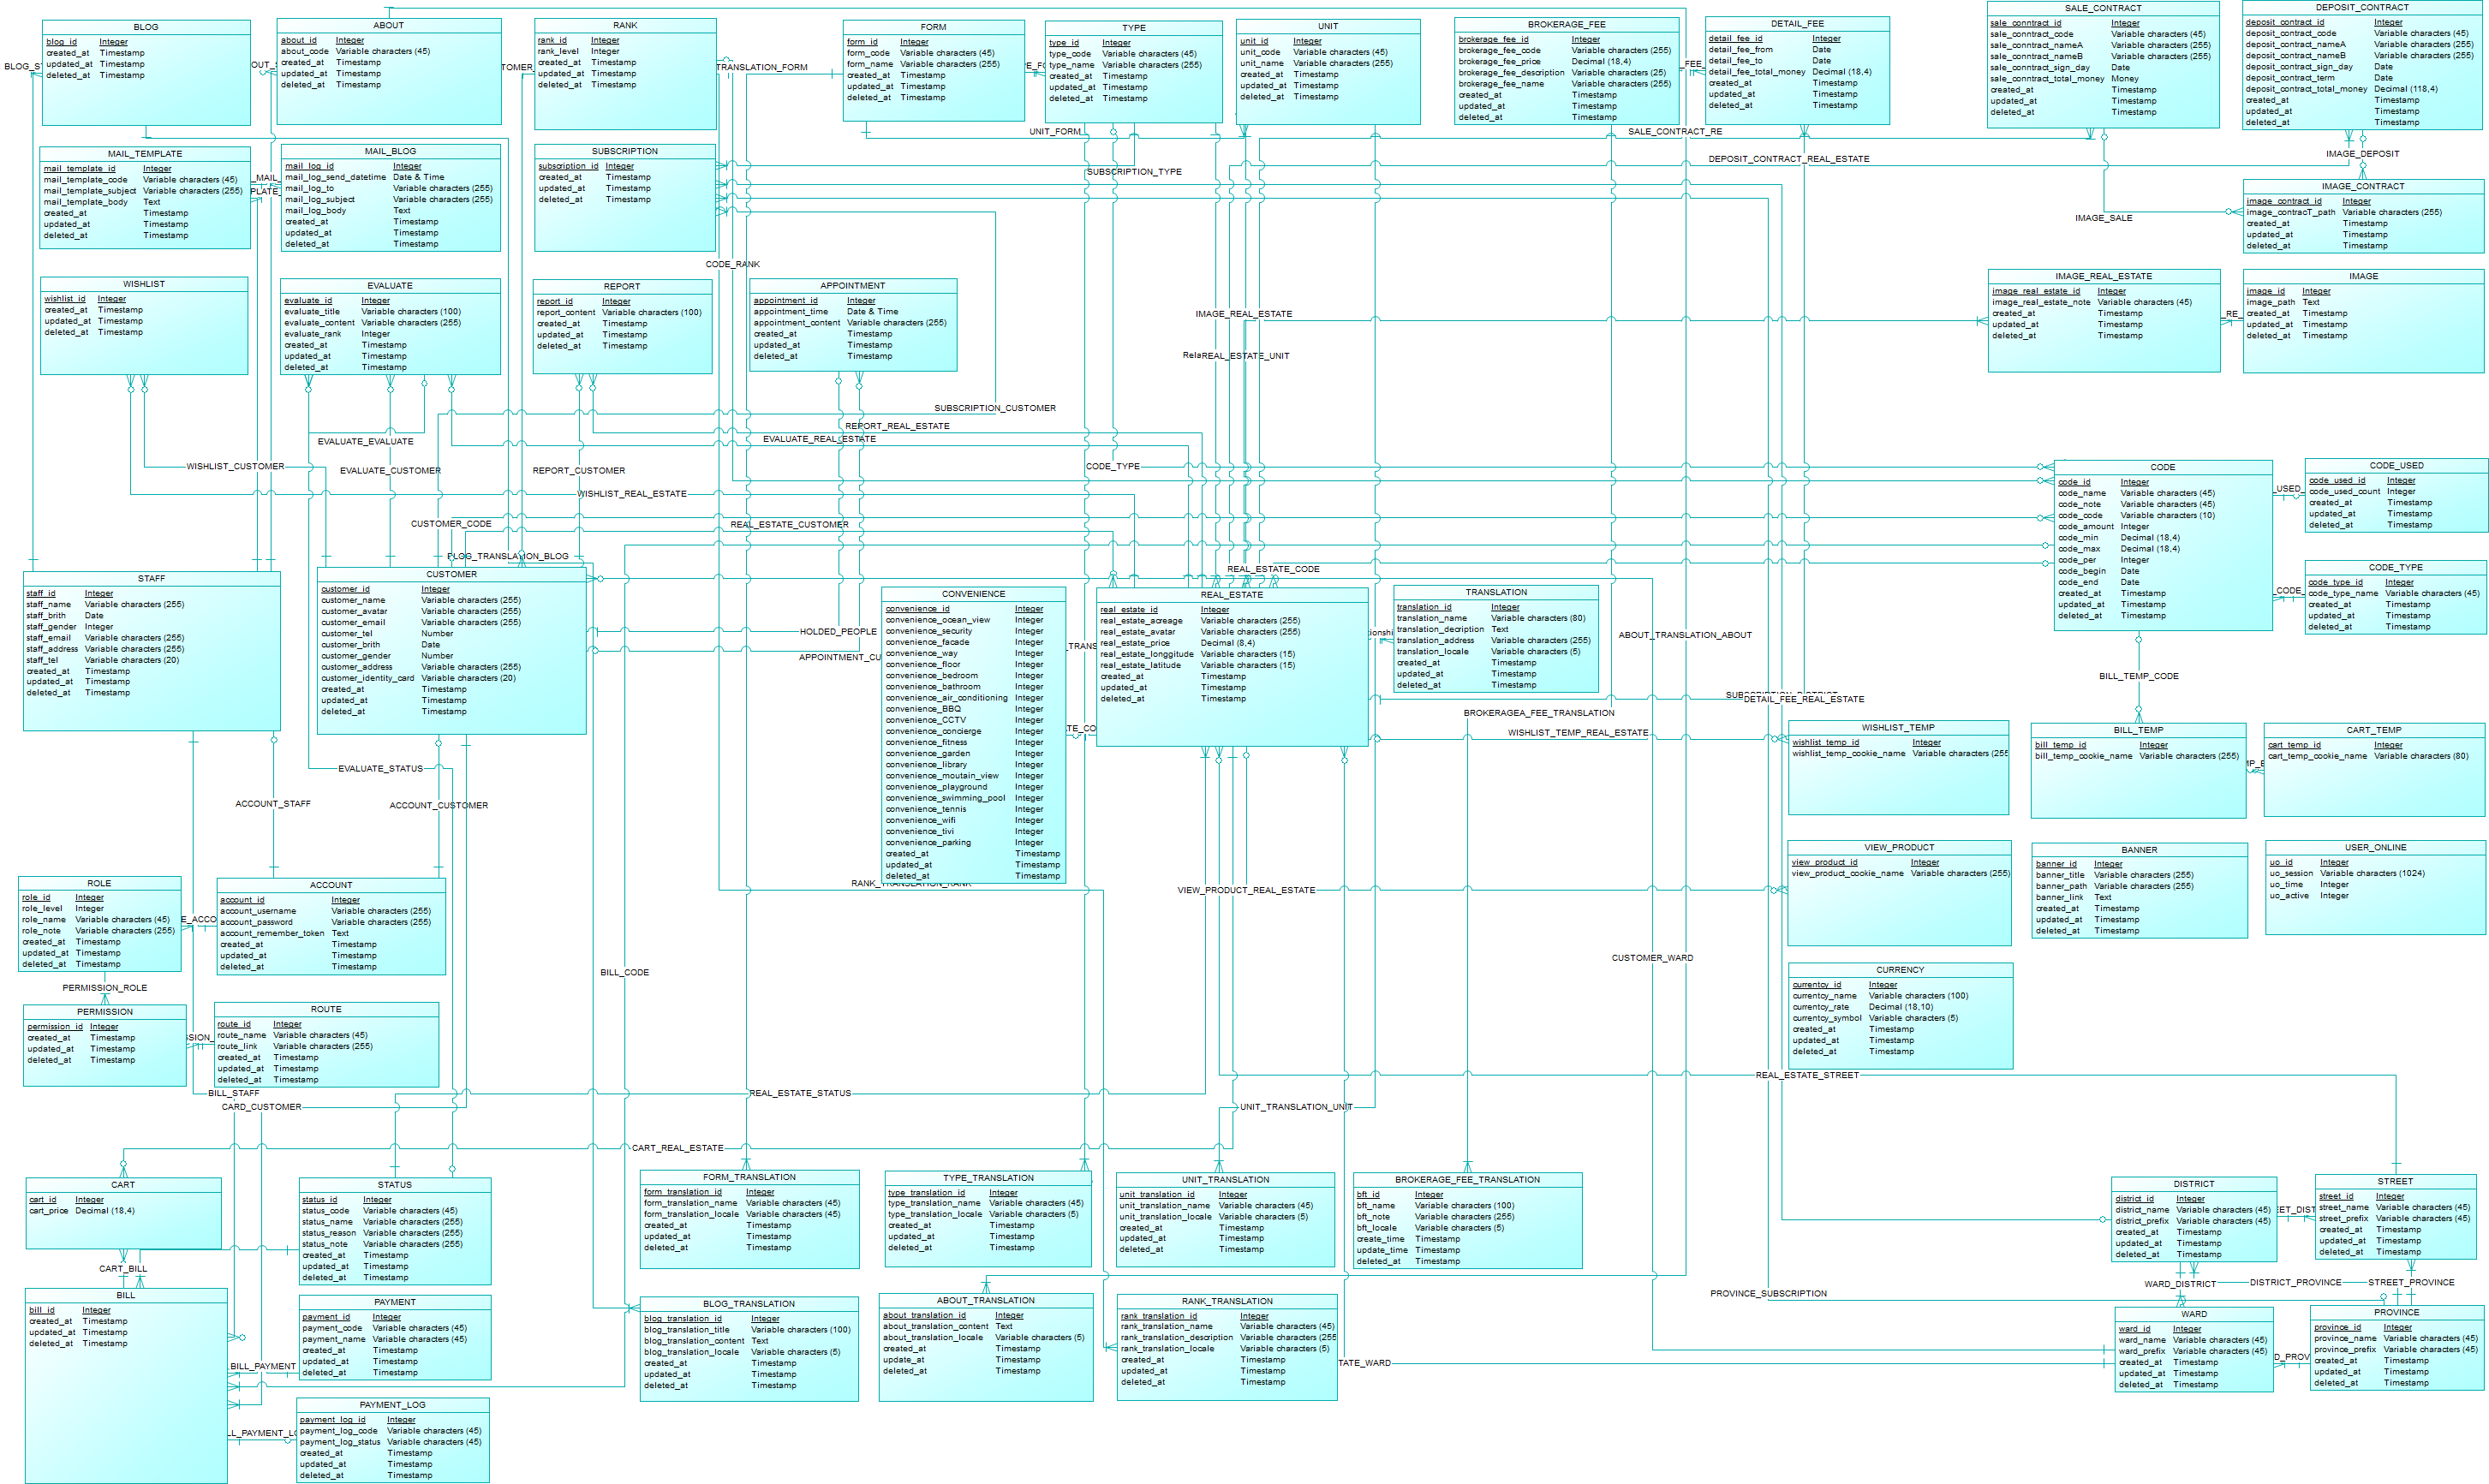 BLOG
blog_id Integer
created_at Timestamp
updated_at Timestamp
deleted_at Timestamp
ABOUT
about_id Integer
about_code Variable characters (45)
created_at Timestamp
updated_at Timestamp
deleted_at Timestamp
RANK
rank_id Integer
rank_level Integer
created_at Timestamp
updated_at Timestamp
deleted_at Timestamp
FORM
form_id Integer
form_code Variable characters (45)
form_name Variable characters (255)
created_at Timestamp
updated_at Timestamp
deleted_at Timestamp
TYPE
type_id Integer
type_code Variable characters (45)
type_name Variable characters (255)
created_at Timestamp
updated_at Timestamp
deleted_at Timestamp
UNIT
unit_id Integer
unit_code Variable characters (45)
unit_name Variable characters (255)
created_at Timestamp
updated_at Timestamp
deleted_at Timestamp
BROKERAGE_FEE
brokerage_fee_id Integer
brokerage_fee_code Variable characters (255)
brokerage_fee_price Decimal (18,4)
brokerage_fee_description Variable characters (25)
brokerage_fee_name Variable characters (255)
created_at Timestamp
updated_at Timestamp
deleted_at Timestamp
DETAIL_FEE
detail_fee_id Integer
detail_fee_from Date
detail_fee_to Date
detail_fee_total_money Decimal (18,4)
created_at Timestamp
updated_at Timestamp
deleted_at Timestamp
SALE_CONTRACT
sale_conntract_id Integer
sale_conntract_code Variable characters (45)
sale_conntract_nameA Variable characters (255)
sale_conntract_nameB Variable characters (255)
sale_conntract_sign_day Date
sale_conntract_total_money Money
created_at Timestamp
updated_at Timestamp
deleted_at Timestamp
DEPOSIT_CONTRACT
deposit_contract_id Integer
deposit_contract_code Variable characters (45)
deposit_contract_nameA Variable characters (255)
deposit_contract_nameB Variable characters (255)
deposit_contract_sign_day Date
deposit_contract_term Date
deposit_contract_total_money Decimal (118,4)
created_at Timestamp
updated_at Timestamp
deleted_at Timestamp
TRANSLATION_FORM
UNIT_FORM
SALE_CONTRACT_RE
DEPOSIT_CONTRACT_REAL_ESTATE
IMAGE_DEPOSIT
SUBSCRIPTION_TYPE
MAIL_TEMPLATE
mail_template_id Integer
mail_template_code Variable characters (45)
mail_template_subject Variable characters (255)
mail_template_body Text
created_at Timestamp
updated_at Timestamp
deleted_at Timestamp
MAIL_BLOG
mail_log_id Integer
mail_log_send_datetime Date & Time
mail_log_to Variable characters (255)
mail_log_subject Variable characters (255)
mail_log_body Text
created_at Timestamp
updated_at Timestamp
deleted_at Timestamp
SUBSCRIPTION
subscription_id Integer
created_at Timestamp
updated_at Timestamp
deleted_at Timestamp
IMAGE_CONTRACT
image_contract_id Integer
image_contracT_path Variable characters (255)
created_at Timestamp
updated_at Timestamp
deleted_at Timestamp
IMAGE_SALE
CODE_RANK
WISHLIST
wishlist_id Integer
created_at Timestamp
updated_at Timestamp
deleted_at Timestamp
EVALUATE
evaluate_id Integer
evaluate_title Variable characters (100)
evaluate_content Variable characters (255)
evaluate_rank Integer
created_at Timestamp
updated_at Timestamp
deleted_at Timestamp
REPORT
report_id Integer
report_content Variable characters (100)
created_at Timestamp
updated_at Timestamp
deleted_at Timestamp
APPOINTMENT
appointment_id Integer
appointment_time Date & Time
appointment_content Variable characters (255)
created_at Timestamp
updated_at Timestamp
deleted_at Timestamp
IMAGE_REAL_ESTATE
IMAGE_REAL_ESTATE
image_real_estate_id Integer
image_real_estate_note Variable characters (45)
created_at Timestamp
updated_at Timestamp
deleted_at Timestamp
IMAGE
image_id Integer
image_path Text
created_at Timestamp
updated_at Timestamp
deleted_at Timestamp
REAL_ESTATE_UNIT
SUBSCRIPTION_CUSTOMER
REPORT_REAL_ESTATE
EVALUATE_EVALUATE
EVALUATE_REAL_ESTATE
WISHLIST_CUSTOMER
EVALUATE_CUSTOMER
REPORT_CUSTOMER
CODE_TYPE
WISHLIST_REAL_ESTATE
CUSTOMER_CODE
REAL_ESTATE_CUSTOMER
BLOG_TRANSLATION_BLOG
REAL_ESTATE_CODE
CODE
code_id Integer
code_name Variable characters (45)
code_note Variable characters (45)
code_code Variable characters (10)
code_amount Integer
code_min Decimal (18,4)
code_max Decimal (18,4)
code_per Integer
code_begin Date
code_end Date
created_at Timestamp
updated_at Timestamp
deleted_at Timestamp
CODE_USED
code_used_id Integer
code_used_count Integer
created_at Timestamp
updated_at Timestamp
deleted_at Timestamp
CODE_TYPE
code_type_id Integer
code_type_name Variable characters (45)
created_at Timestamp
updated_at Timestamp
deleted_at Timestamp
STAFF
staff_id Integer
staff_name Variable characters (255)
staff_brith Date
staff_gender Integer
staff_email Variable characters (255)
staff_address Variable characters (255)
staff_tel Variable characters (20)
created_at Timestamp
updated_at Timestamp
deleted_at Timestamp
CUSTOMER
customer_id Integer
customer_name Variable characters (255)
customer_avatar Variable characters (255)
customer_email Variable characters (255)
customer_tel Number
customer_brith Date
customer_gender Number
customer_address Variable characters (255)
customer_identity_card Variable characters (20)
created_at Timestamp
updated_at Timestamp
deleted_at Timestamp
HOLDED_PEOPLE
APPOINTMENT_CU
CONVENIENCE
convenience_id Integer
convenience_ocean_view Integer
convenience_security Integer
convenience_facade Integer
convenience_way Integer
convenience_floor Integer
convenience_bedroom Integer
convenience_bathroom Integer
convenience_air_conditioning Integer
convenience_BBQ Integer
convenience_CCTV Integer
convenience_concierge Integer
convenience_fitness Integer
convenience_garden Integer
convenience_library Integer
convenience_moutain_view Integer
convenience_playground Integer
convenience_swimming_pool Integer
convenience_tennis Integer
convenience_wifi Integer
convenience_tivi Integer
convenience_parking Integer
created_at Timestamp
updated_at Timestamp
deleted_at Timestamp
REAL_ESTATE
real_estate_id Integer
real_estate_acreage Variable characters (255)
real_estate_avatar Variable characters (255)
real_estate_price Decimal (8,4)
real_estate_longgitude Variable characters (15)
real_estate_latitude Variable characters (15)
created_at Timestamp
updated_at Timestamp
deleted_at Timestamp
TRANSLATION
translation_id Integer
translation_name Variable characters (80)
translation_decription Text
translation_address Variable characters (255)
translation_locale Variable characters (5)
created_at Timestamp
updated_at Timestamp
deleted_at Timestamp
ABOUT_TRANSLATION_ABOUT
BILL_TEMP_CODE
DETAIL_FEE_REAL_ESTATE
BROKERAGEA_FEE_TRANSLATION
WISHLIST_TEMP_REAL_ESTATE
WISHLIST_TEMP
wishlist_temp_id Integer
wishlist_temp_cookie_name Variable characters (255
BILL_TEMP
bill_temp_id Integer
bill_temp_cookie_name Variable characters (255)
CART_TEMP
cart_temp_id Integer
cart_temp_cookie_name Variable characters (80)
EVALUATE_STATUS
ACCOUNT_STAFF
ACCOUNT_CUSTOMER
ROLE
role_id Integer
role_level Integer
role_name Variable characters (45)
role_note Variable characters (255)
created_at Timestamp
updated_at Timestamp
deleted_at Timestamp
ACCOUNT
account_id Integer
account_username Variable characters (255)
account_password Variable characters (255)
account_remember_token Text
created_at Timestamp
updated_at Timestamp
deleted_at Timestamp
RANK_TRANSLATION_RANK
VIEW_PRODUCT_REAL_ESTATE
VIEW_PRODUCT
view_product_id Integer
view_product_cookie_name Variable characters (255)
BANNER
banner_id Integer
banner_title Variable characters (255)
banner_path Variable characters (255)
banner_link Text
created_at Timestamp
updated_at Timestamp
deleted_at Timestamp
USER_ONLINE
uo_id Integer
uo_session Variable characters (1024)
uo_time Integer
uo_active Integer
BILL_CODE
CUSTOMER_WARD
PERMISSION_ROLE
PERMISSION
permission_id Integer
created_at Timestamp
updated_at Timestamp
deleted_at Timestamp
ROUTE
route_id Integer
route_name Variable characters (45)
route_link Variable characters (255)
created_at Timestamp
updated_at Timestamp
deleted_at Timestamp
CURRENCY
currentcy_id Integer
currentcy_name Variable characters (100)
currentcy_rate Decimal (18,10)
currentcy_symbol Variable characters (5)
created_at Timestamp
updated_at Timestamp
deleted_at Timestamp
REAL_ESTATE_STREET
BILL_STAFF
REAL_ESTATE_STATUS
CARD_CUSTOMER
UNIT_TRANSLATION_UNIT
CART_REAL_ESTATE
CART
cart_id Integer
cart_price Decimal (18,4)
STATUS
status_id Integer
status_code Variable characters (45)
status_name Variable characters (255)
status_reason Variable characters (255)
status_note Variable characters (255)
created_at Timestamp
updated_at Timestamp
deleted_at Timestamp
FORM_TRANSLATION
form_translation_id Integer
form_translation_name Variable characters (45)
form_translation_locale Variable characters (45)
created_at Timestamp
updated_at Timestamp
deleted_at Timestamp
TYPE_TRANSLATION
type_translation_id Integer
type_translation_name Variable characters (45)
type_translation_locale Variable characters (5)
created_at Timestamp
updated_at Timestamp
deleted_at Timestamp
UNIT_TRANSLATION
unit_translation_id Integer
unit_translation_name Variable characters (45)
unit_translation_locale Variable characters (5)
created_at Timestamp
updated_at Timestamp
deleted_at Timestamp
BROKERAGE_FEE_TRANSLATION
bft_id Integer
bft_name Variable characters (100)
bft_note Variable characters (255)
bft_locale Variable characters (5)
create_time Timestamp
update_time Timestamp
deleted_at Timestamp
DISTRICT
district_id Integer
district_name Variable characters (45)
district_prefix Variable characters (45)
created_at Timestamp
updated_at Timestamp
deleted_at Timestamp
STREET
street_id Integer
street_name Variable characters (45)
street_prefix Variable characters (45)
created_at Timestamp
updated_at Timestamp
deleted_at Timestamp
CART_BILL
WARD_DISTRICT
DISTRICT_PROVINCE
STREET_PROVINCE
PROVINCE_SUBSCRIPTION
BILL
bill_id Integer
created_at Timestamp
updated_at Timestamp
deleted_at Timestamp
PAYMENT
payment_id Integer
payment_code Variable characters (45)
payment_name Variable characters (45)
created_at Timestamp
updated_at Timestamp
deleted_at Timestamp
BILL_PAYMENT
BLOG_TRANSLATION
blog_translation_id Integer
blog_translation_title Variable characters (100)
blog_translation_content Text
blog_translation_locale Variable characters (5)
created_at Timestamp
updated_at Timestamp
deleted_at Timestamp
ABOUT_TRANSLATION
about_translation_id Integer
about_translation_content Text
about_translation_locale Variable characters (5)
created_at Timestamp
update_at Timestamp
deleted_at Timestamp
RANK_TRANSLATION
rank_translation_id Integer
rank_translation_name Variable characters (45)
rank_translation_description Variable characters (255
rank_translation_locale Variable characters (5)
created_at Timestamp
updated_at Timestamp
deleted_at Timestamp
TATE_WARD
WARD
ward_id Integer
ward_name Variable characters (45)
ward_prefix Variable characters (45)
created_at Timestamp
updated_at Timestamp
deleted_at Timestamp
PROVINCE
province_id Integer
province_name Variable characters (45)
province_prefix Variable characters (45)
created_at Timestamp
updated_at Timestamp
deleted_at Timestamp
PAYMENT_LOG
payment_log_id Integer
payment_log_code Variable characters (45)
payment_log_status Variable characters (45)
created_at Timestamp
updated_at Timestamp
deleted_at Timestamp